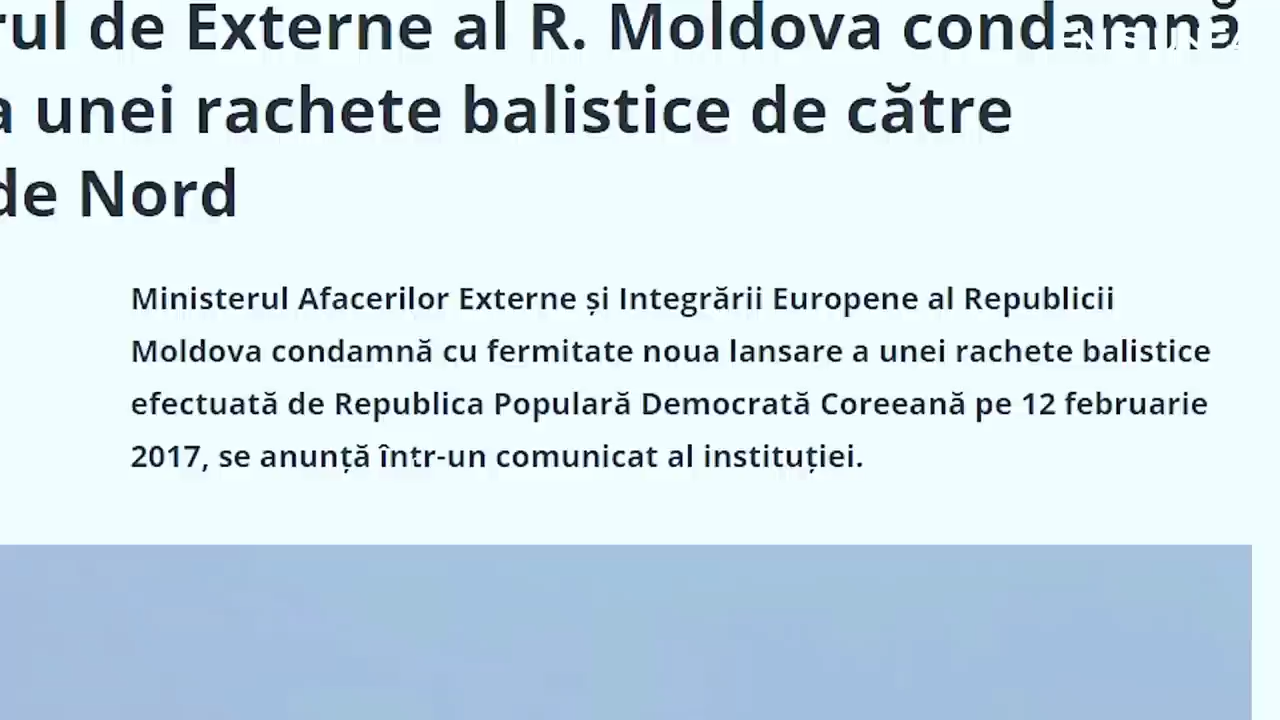 de Externe al R. Moldova condamnă
unei rachete balistice de către
de Nord
Ministerul Afacerilor Externe și Integrării Europene al Republicii
Moldova condamnă cu fermitate noua lansare a unei rachete balistice
efectuată de Republica Populară Democrată Coreeană pe 12 februarie
2017, se anunță într-un comunicat al instituției.